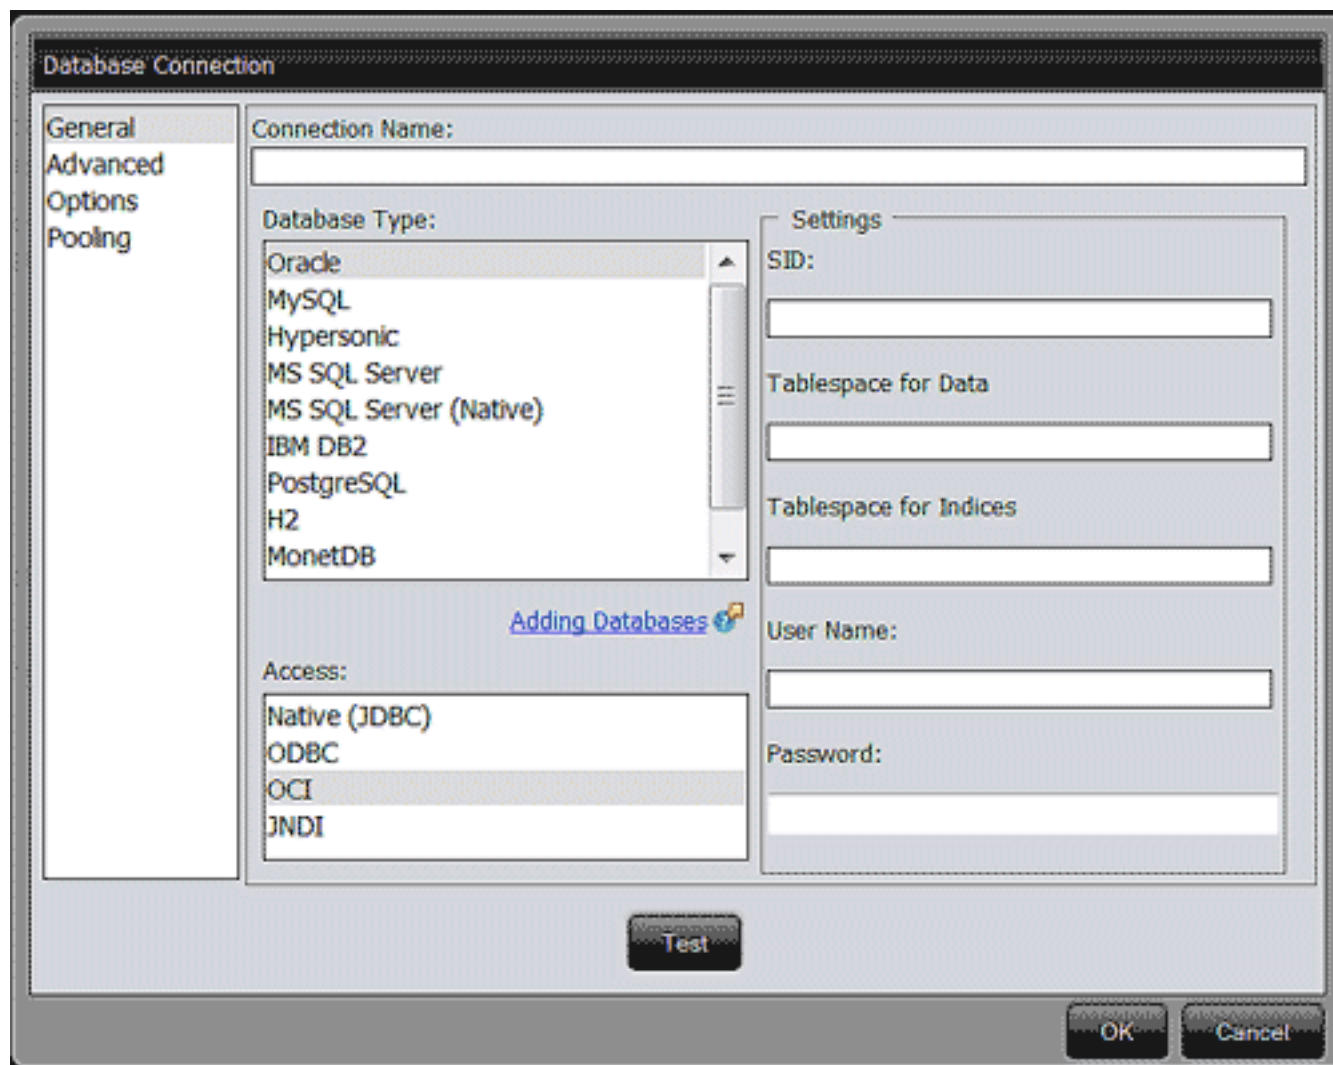 Database Connection
General
Advanced
Options
Pooling
Connection Name:
Database Type:
Oracle
MySQL
Hypersonic
MS SQL Server
MS SQL Server (Native)
IBM DB2
PostgreSQL
H2
MonetDB
Adding Databases
Access:
Native (JDBC)
ODBC
OCI
JNDI
Settings
SID:
Tablespace for Data
Tablespace for Indices
User Name:
Password:
Test
OK
Cancel